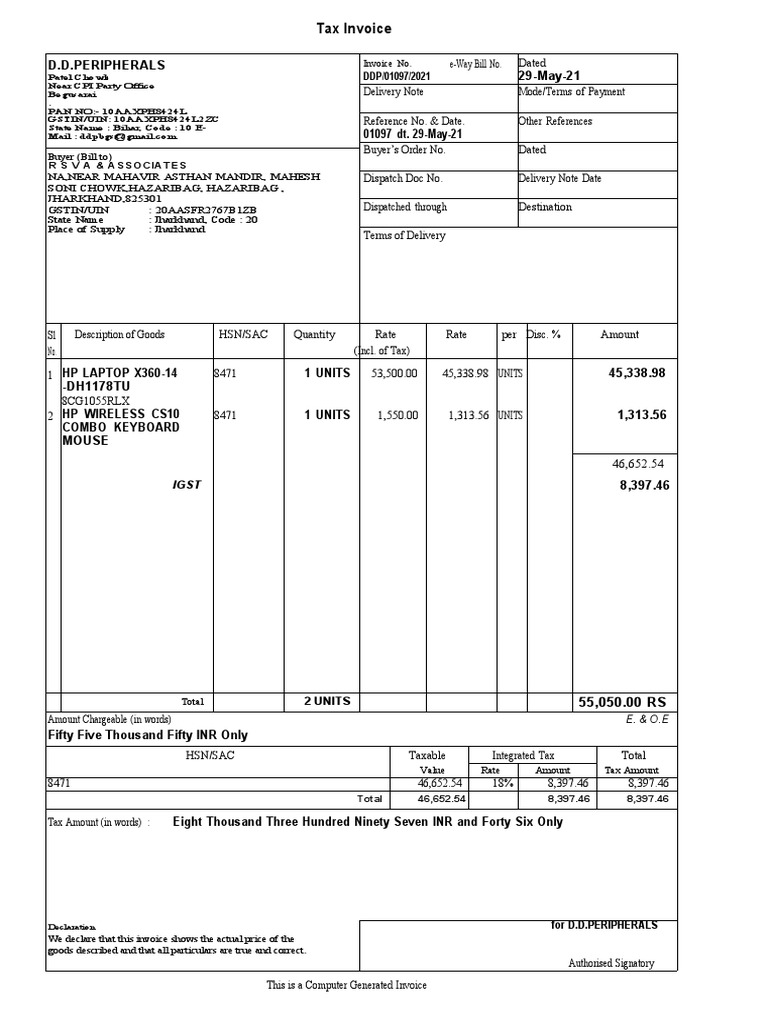 Tax Invoice
D.D.PERIPHERALS
Patel Chowk
Near CPI Party Office
Begusarai
.
PAN NO:- 10AAXPH8424L
GSTIN/UIN: 10AAXPH8424L2ZC
State Name : Bihar, Code : 10 E-
Mail : ddpbgs@gmail.com
Invoice No. e-Way Bill No. Dated
DDP/01097/2021 29-May-21
Delivery Note Mode/Terms of Payment
Reference No. & Date. Other References
01097 dt. 29-May-21
Buyer's Order No. Dated
Dispatch Doc No. Delivery Note Date
Dispatched through Destination
Terms of Delivery
Buyer (Bill to)
R S V A & ASSOCIATES
NA,NEAR MAHAVIR ASTHAN MANDIR, MAHESH
SONI CHOWK,HAZARIBAG, HAZARIBAG ,
JHARKHAND,825301
GSTIN/UIN : 20AASFR2767B1ZB
State Name : Jharkhand, Code : 20
Place of Supply : Jharkhand
Sl Description of Goods HSN/SAC Quantity Rate Rate per Disc. % Amount
No (Incl. of Tax)
1 HP LAPTOP X360-14 8471 1 UNITS 53,500.00 45,338.98 UNITS 45,338.98
-DH1178TU
8CG1055RLX
2 HP WIRELESS CS10 8471 1 UNITS 1,550.00 1,313.56 UNITS 1,313.56
COMBO KEYBOARD
MOUSE
46,652.54
IGST 8,397.46
Total 2 UNITS 55,050.00 RS
Amount Chargeable (in words) E. & O.E
Fifty Five Thousand Fifty INR Only
HSN/SAC Taxable Integrated Tax Total
Value Rate Amount Tax Amount
8471 46,652.54 18% 8,397.46 8,397.46
Total 46,652.54 8,397.46 8,397.46
Tax Amount (in words) : Eight Thousand Three Hundred Ninety Seven INR and Forty Six Only
Declaration
We declare that this invoice shows the actual price of the
goods described and that all particulars are true and correct.
for D.D.PERIPHERALS
Authorised Signatory
This is a Computer Generated Invoice